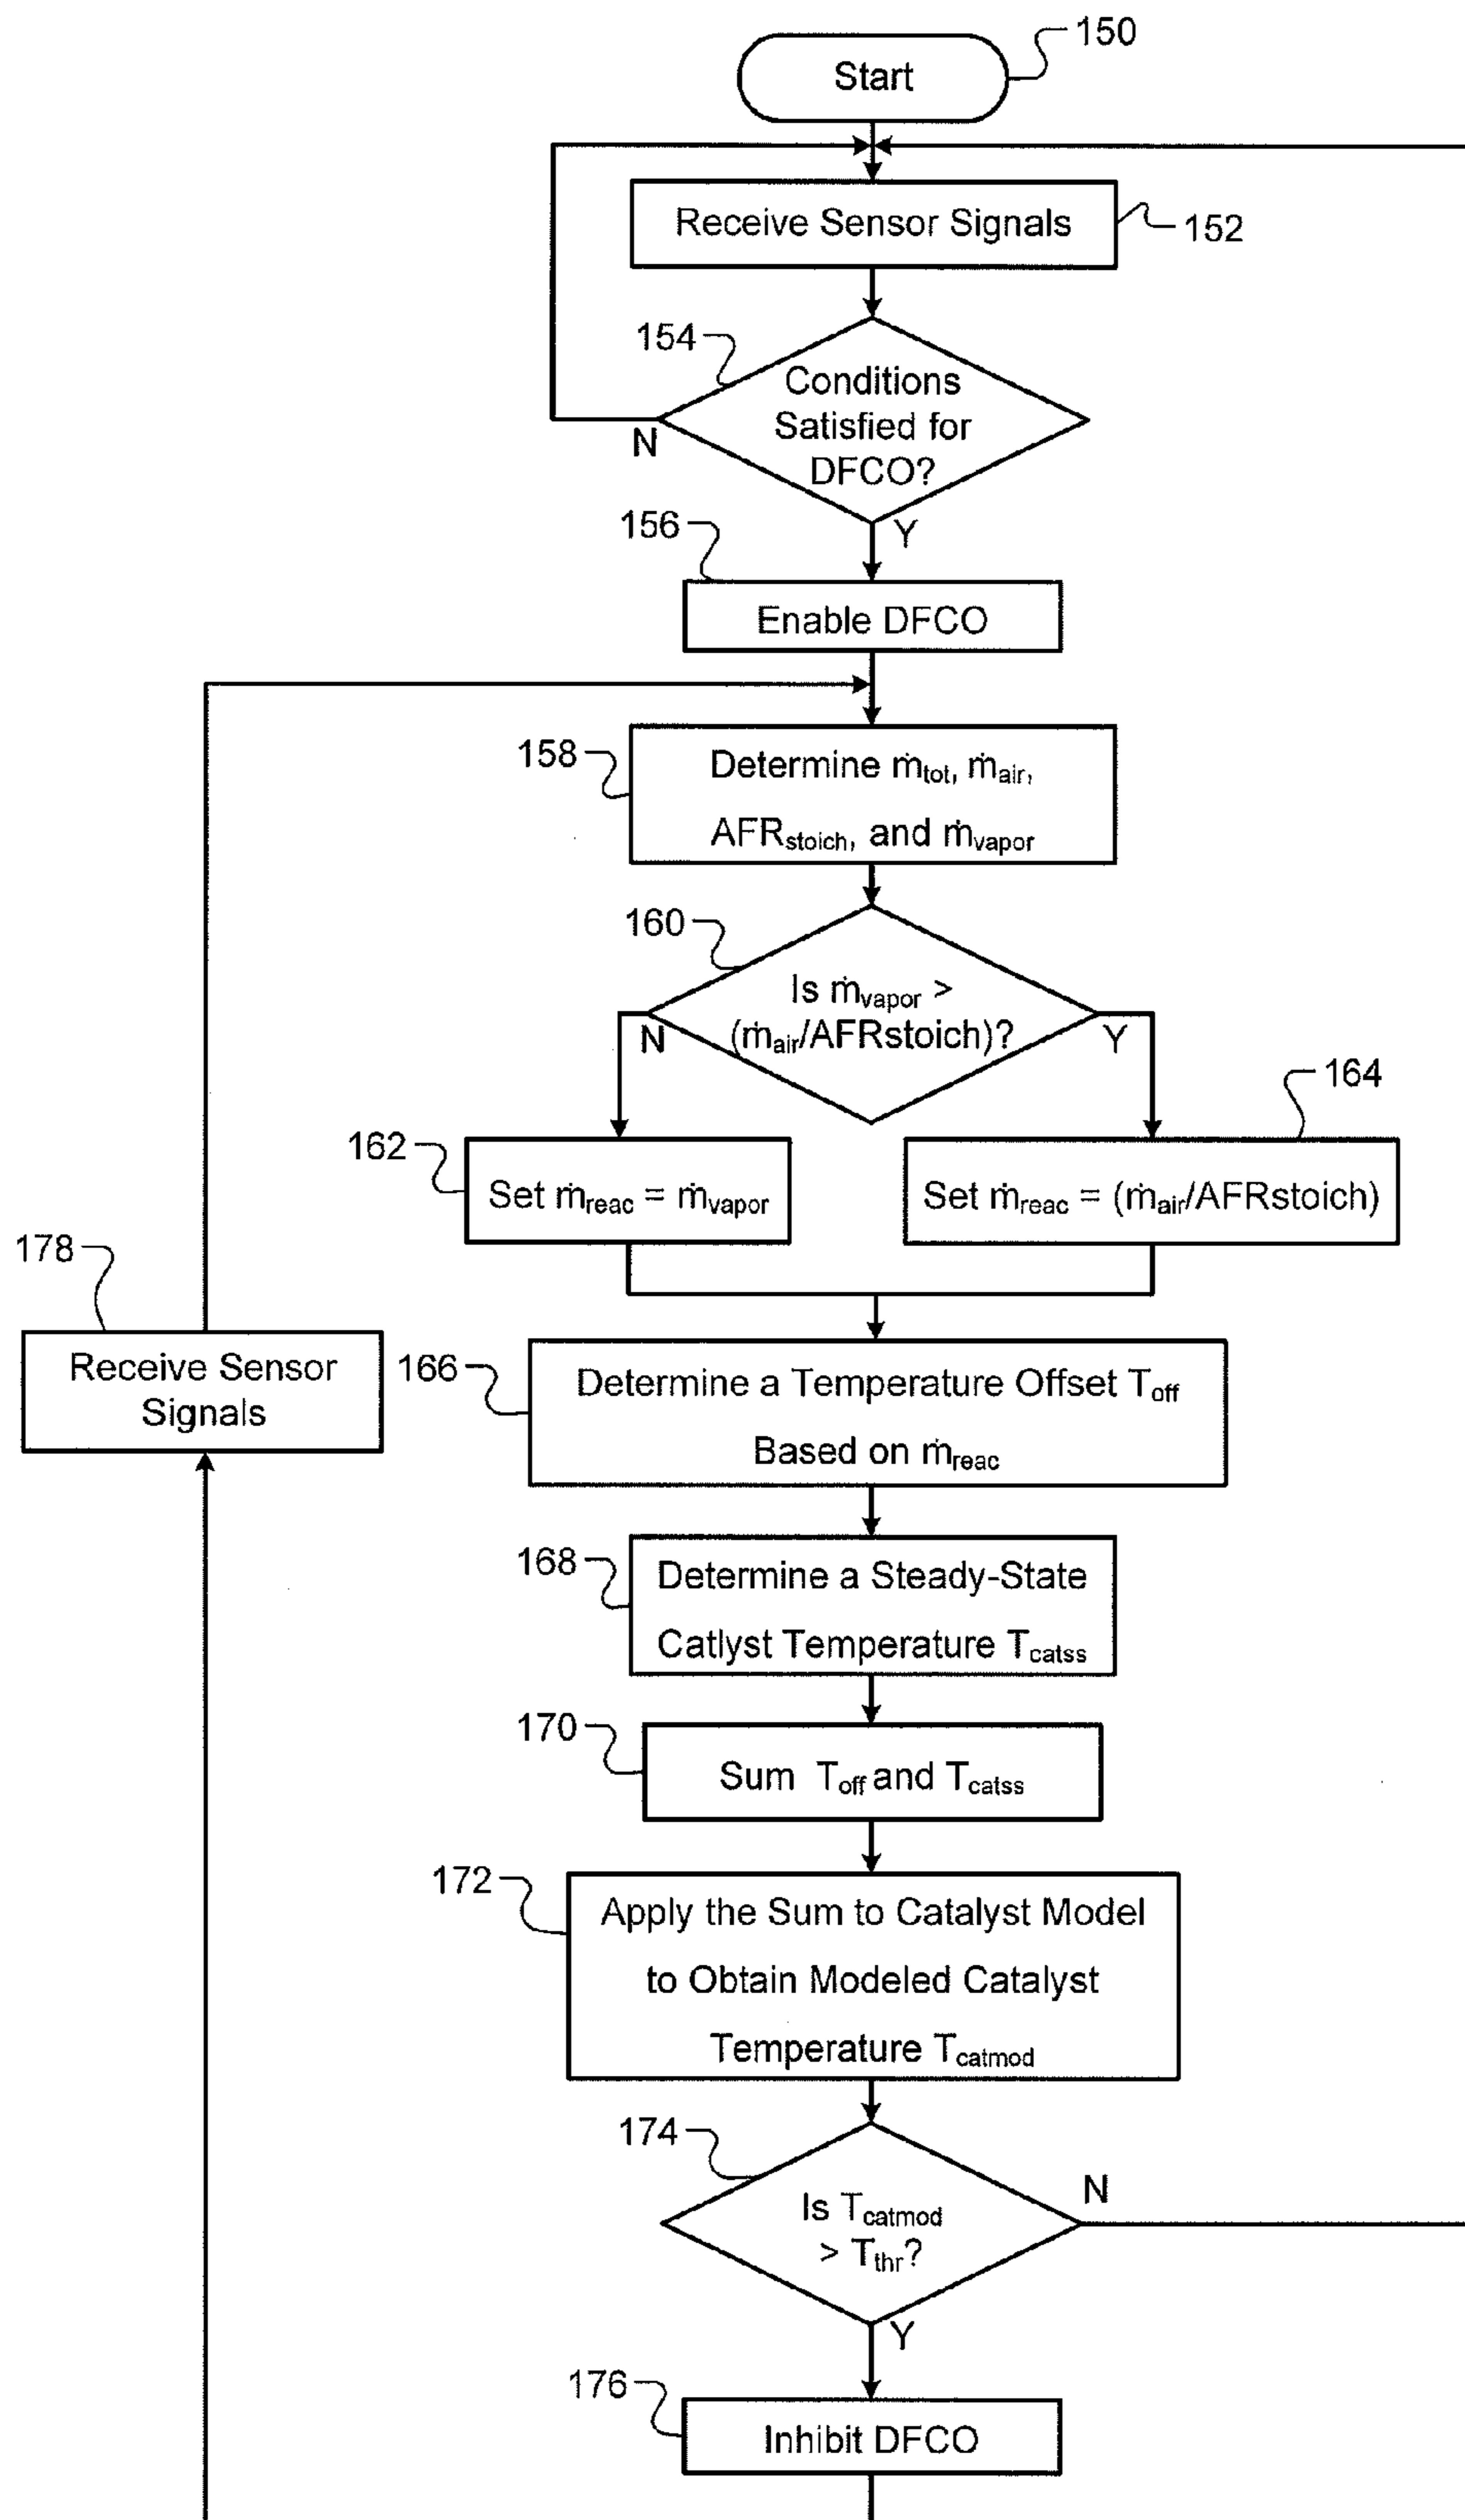 150
Start
Receive Sensor Signals
152
154
Conditions
Satisfied for
DFCO?
N
Y
156
Enable DFCO
158
Determine ṁtot, ṁair,
AFRstoich, and ṁvapor
160
Is ṁvapor >
(ṁair/AFRstoich)?
N
Y
164
162
Set ṁreac = ṁvapor
Set ṁreac = (ṁair/AFRstoich)
178
Receive Sensor
Signals
166
Determine a Temperature Offset Toff
Based on ṁreac
168
Determine a Steady-State
Catlyst Temperature Tcatss
170
Sum Toff and Tcatss
172
Apply the Sum to Catalyst Model
to Obtain Modeled Catalyst
Temperature Tcatmod
174
Is Tcatmod
> Tthr?
N
Y
176
Inhibit DFCO